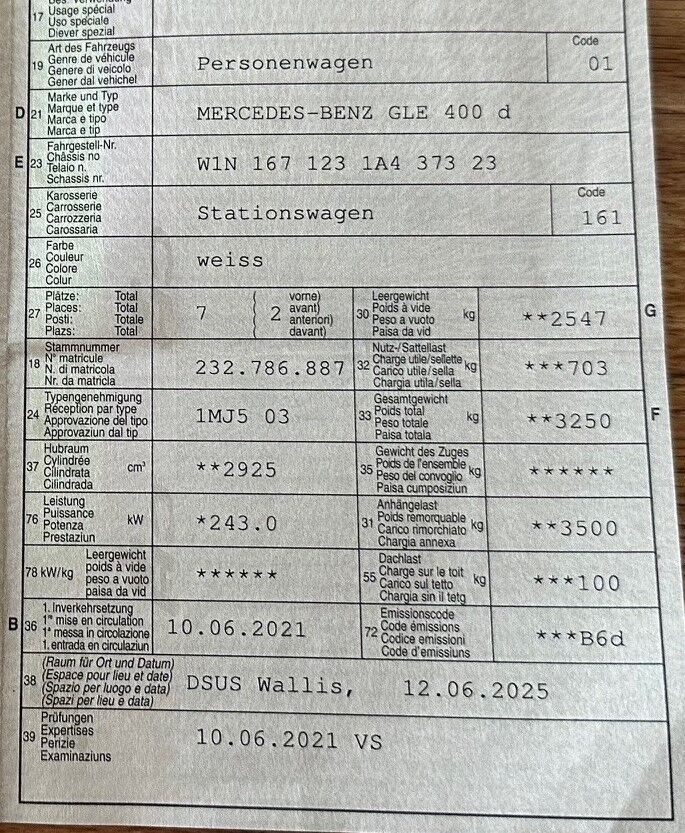 17 Usage spécial
Uso speciale
Diever spezial
19 Art des Fahrzeugs
Genre de véhicule
Genere di veicolo
Gener dal vehichel
Personenwagen
Code
01
D 21 Marke und Typ
Marque et type
Marca e tipo
Marca e tip
MERCEDES-BENZ GLE 400 d
E 23 Fahrgestell-Nr.
Châssis no
Telaio n.
Schassis nr.
W1N 167 123 1A4 373 23
25 Karosserie
Carrosserie
Carrozzeria
Carossaria
Stationswagen
Code
161
26 Farbe
Couleur
Colore
Colur
weiss
27 Plätze: Total
Places: Total
Posti: Totale
Plazs: Total
7 ( 2 vorne)
avant)
anteriori)
davant)
30 Leergewicht
Poids à vide
Peso a vuoto
Paisa da vid
kg
**2547
G
18 Stammnummer
N° matricule
N. di matricola
Nr. da matricla
232.786.887
32 Nutz-/Sattellast
Charge utile/sellette
Carico utile/sella
Chargia utila/sella
kg
***703
24 Typengenehmigung
Réception par type
Approvazione del tipo
Approvaziun dal tip
1MJ5 03
33 Gesamtgewicht
Poids total
Peso totale
Paisa totala
kg
**3250
F
37 Hubraum
Cylindrée
Cilindrata
Cilindrada
cm³
**2925
35 Gewicht des Zuges
Poids de l'ensemble
Peso del convoglio
Paisa cumposiziun
kg
******
76 Leistung
Puissance
Potenza
Prestaziun
kW
*243.0
31 Anhängelast
Poids remorquable
Carico rimorchiato
Chargia annexa
kg
**3500
78 kW/kg
Leergewicht
poids à vide
peso a vuoto
paisa da vid
******
55 Dachlast
Charge sur le toit
Carico sul tetto
Chargia sin il tetg
kg
***100
B 36 1. Inverkehrsetzung
1re mise en circulation
1a messa in circolazione
1. entrada en circulaziun
10.06.2021
72 Emissionscode
Code émissions
Codice emissioni
Code d'emissiuns
***B6d
38 (Raum für Ort und Datum)
(Espace pour lieu et date)
(Spazio per luogo e data)
(Spazi per lieu e data)
DSUS Wallis, 12.06.2025
39 Prüfungen
Expertises
Perizie
Examinaziuns
10.06.2021 VS